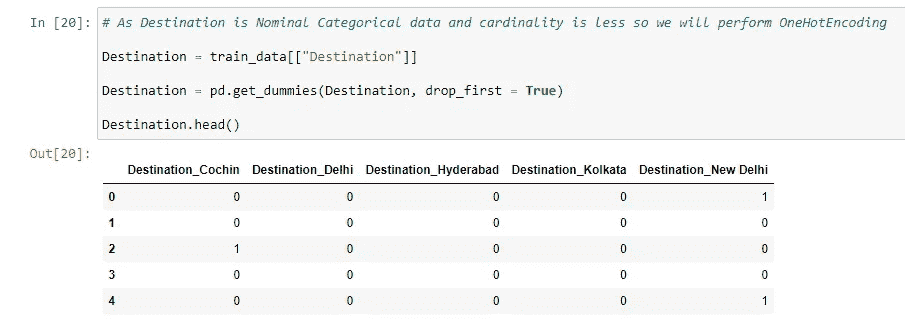 In [20]: # As Destination is Nominal Categorical data and cardinality is less so we will perform OneHotEncoding
Destination = train_data[["Destination"]]
Destination = pd.get_dummies(Destination, drop_first = True)
Destination.head()
Out[20]:
Destination_Cochin Destination_Delhi Destination_Hyderabad Destination_Kolkata Destination_New Delhi
0 0 0 0 0 1
1 0 0 0 0 0
2 1 0 0 0 0
3 0 0 0 0 0
4 0 0 0 0 1